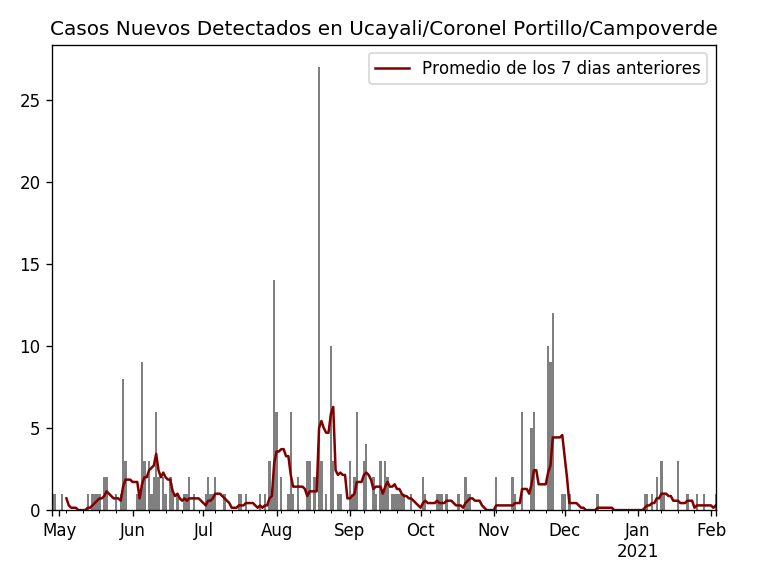 Casos Nuevos Detectados en Ucayali/Coronel Portillo/Campoverde
Promedio de los 7 dias anteriores
25
20
15
10
5
0
May Jun Jul Aug Sep Oct Nov Dec Jan Feb
2021